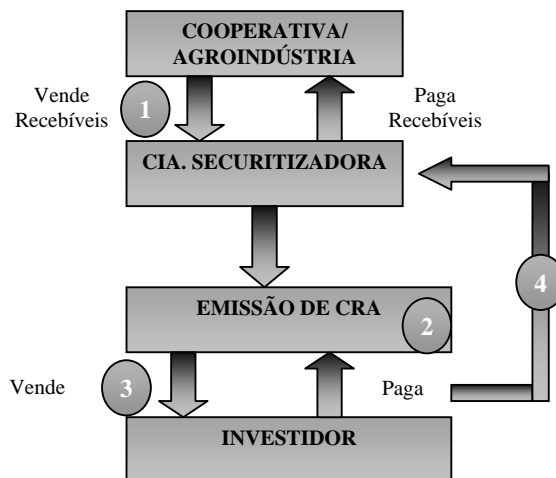 COOPERATIVA/
AGROINDÚSTRIA
Vende
Recebíveis
1
Paga
Recebíveis
CIA. SECURITIZADORA
4
EMISSÃO DE CRA
2
Vende
3
Paga
INVESTIDOR